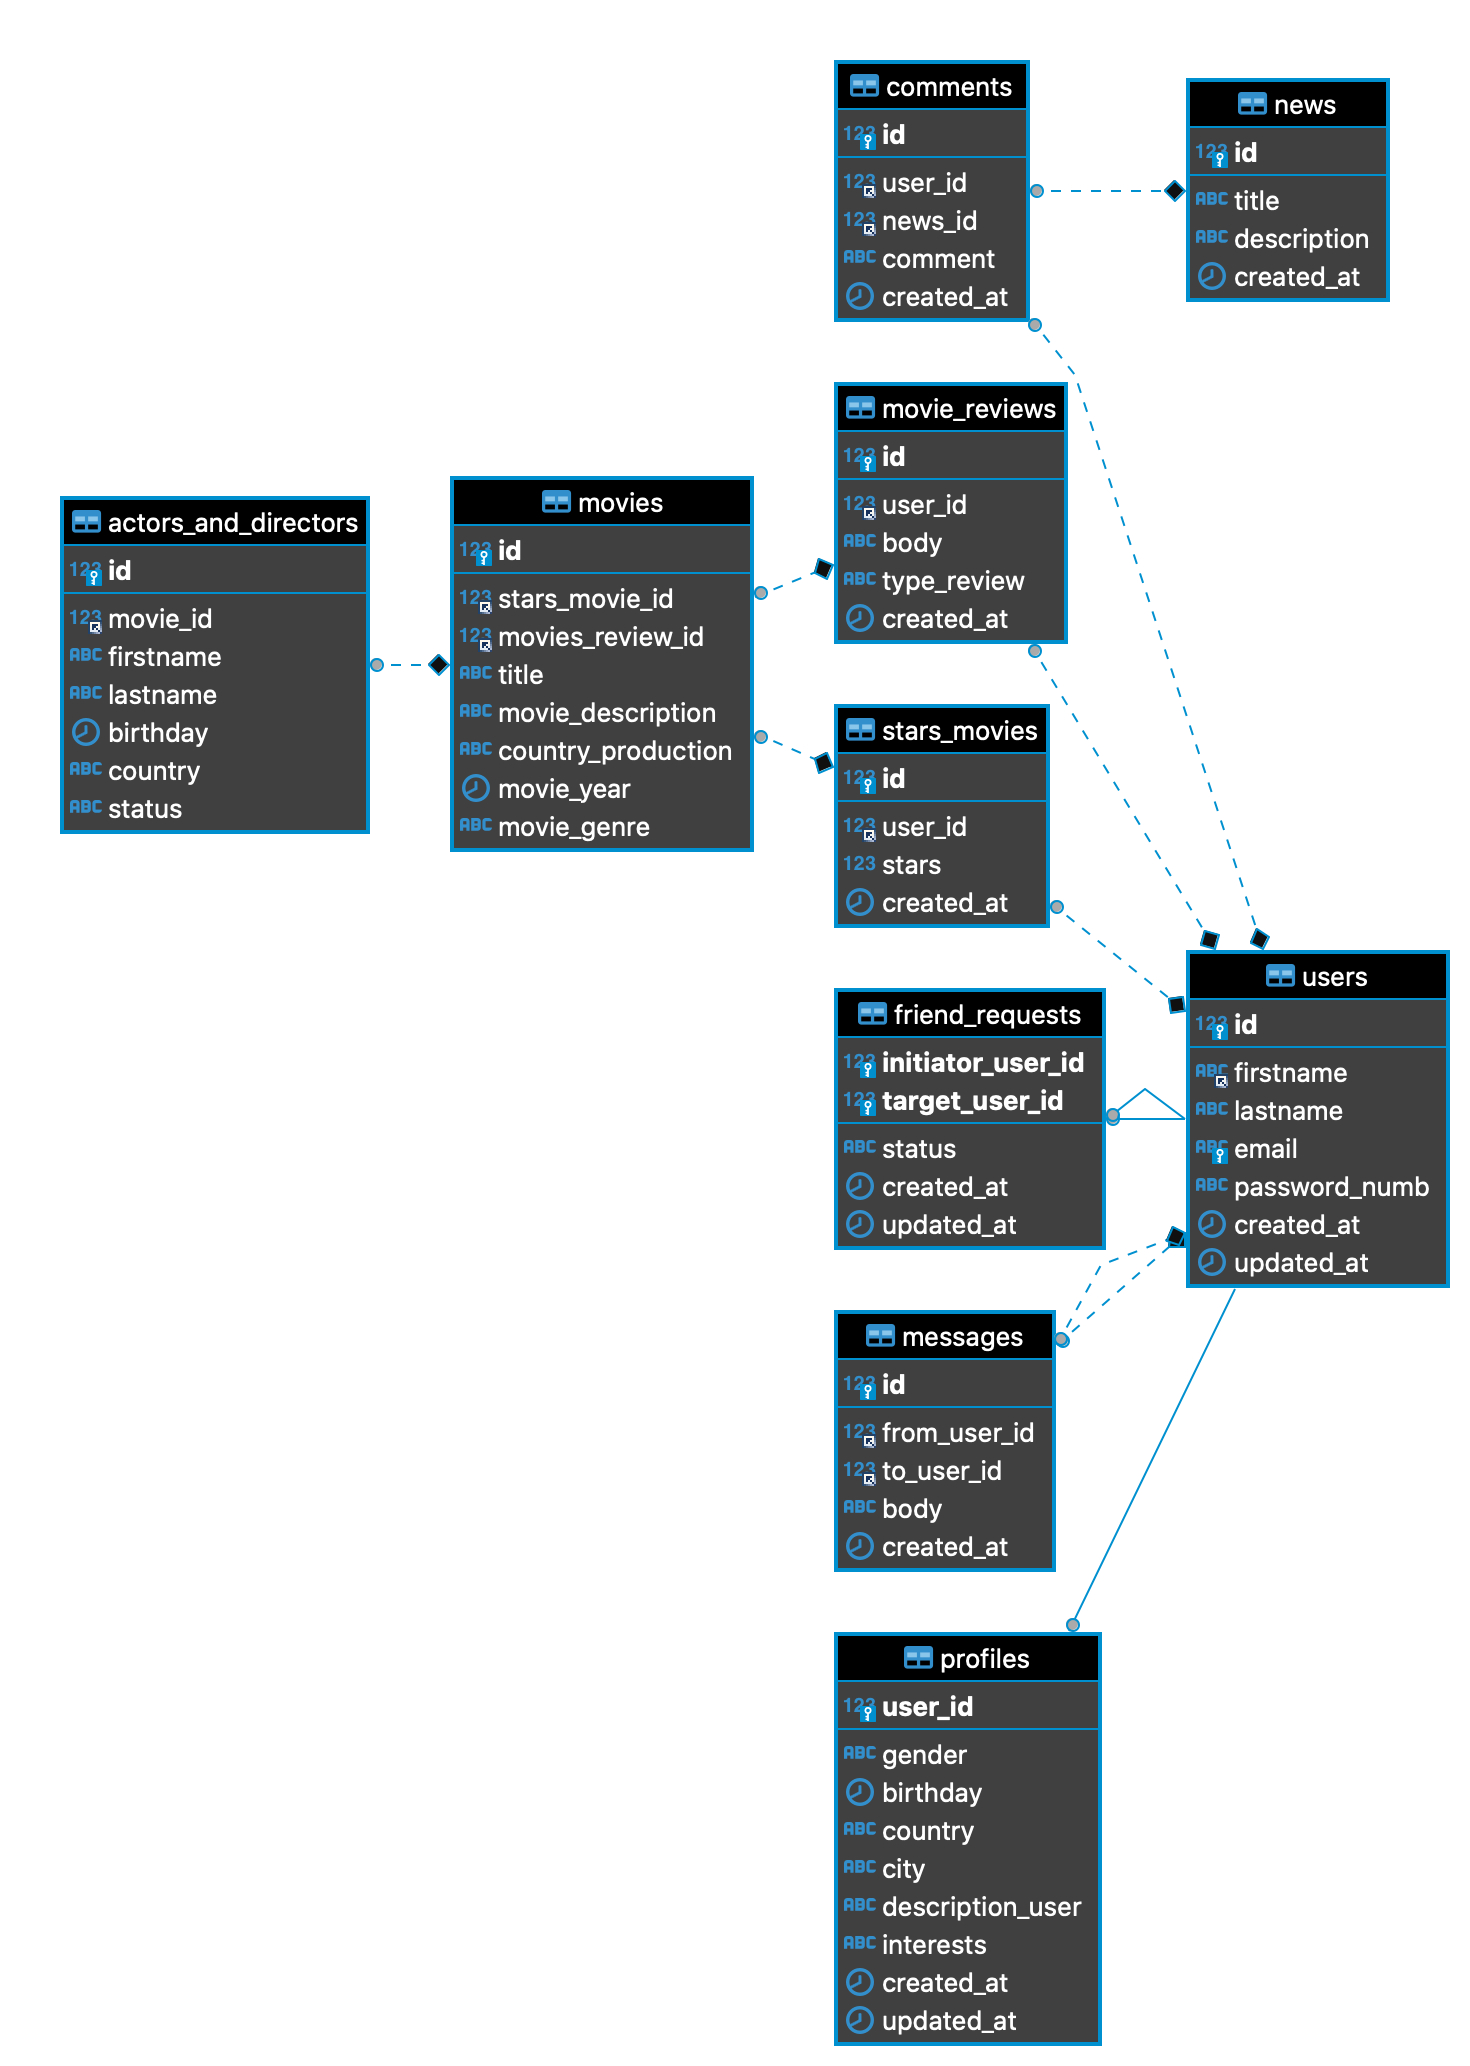 comments
123 id
123 user_id
123 news_id
ABC comment
created_at
news
123 id
ABC title
ABC description
created_at
movie_reviews
123 id
123 user_id
ABC body
ABC type_review
created_at
actors_and_directors
123 id
123 movie_id
ABC firstname
ABC lastname
birthday
ABC country
ABC status
movies
123 id
123 stars_movie_id
123 movies_review_id
ABC title
ABC movie_description
ABC country_production
movie_year
ABC movie_genre
stars_movies
123 id
123 user_id
123 stars
created_at
users
123 id
ABC firstname
ABC lastname
ABC email
ABC password_numb
created_at
updated_at
friend_requests
123 initiator_user_id
123 target_user_id
ABC status
created_at
updated_at
messages
123 id
123 from_user_id
123 to_user_id
ABC body
created_at
profiles
123 user_id
ABC gender
birthday
ABC country
ABC city
ABC description_user
ABC interests
created_at
updated_at